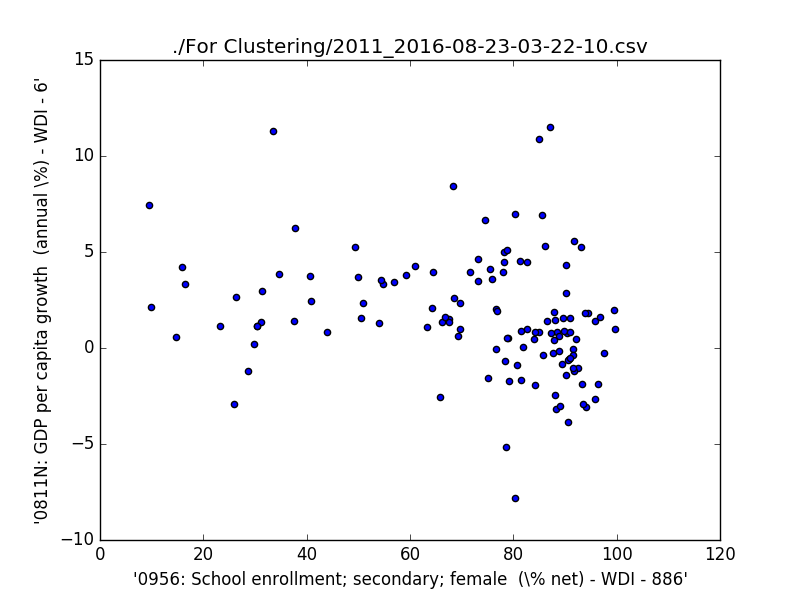 ./For Clustering/2011_2016-08-23-03-22-10.csv
15
10
5
0
−5
−10
'0811N: GDP per capita growth  (annual \%) - WDI - 6'
0 20 40 60 80 100 120
'0956: School enrollment; secondary; female  (\% net) - WDI - 886'